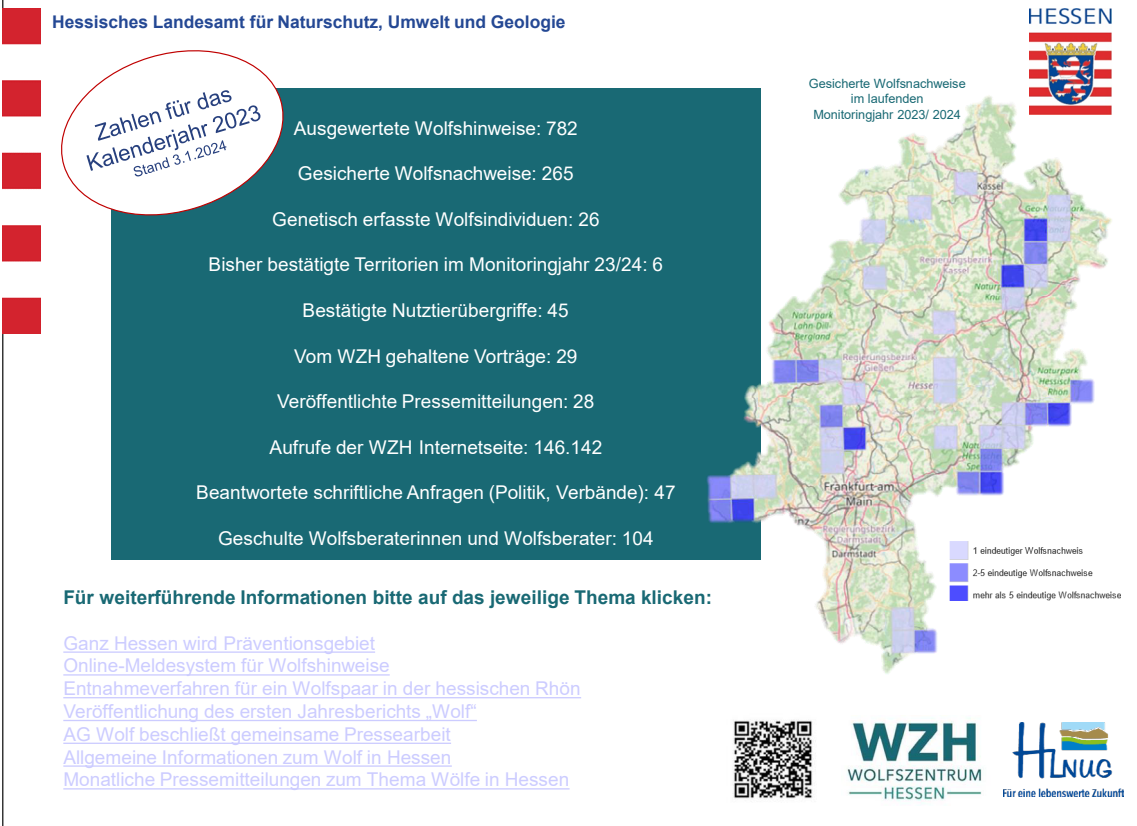 Hessisches Landesamt für Naturschutz, Umwelt und Geologie
HESSEN
Zahlen für das
Kalenderjahr 2023
Stand 3.1.2024
Ausgewertete Wolfshinweise: 782
Gesicherte Wolfsnachweise: 265
Genetisch erfasste Wolfsindividuen: 26
Bisher bestätigte Territorien im Monitoringjahr 23/24: 6
Bestätigte Nutztierübergriffe: 45
Vom WZH gehaltene Vorträge: 29
Veröffentlichte Pressemitteilungen: 28
Aufrufe der WZH Internetseite: 146.142
Beantwortete schriftliche Anfragen (Politik, Verbände): 47
Geschulte Wolfsberaterinnen und Wolfsberater: 104
Gesicherte Wolfsnachweise
im laufenden
Monitoringjahr 2023/ 2024
Kassel
Regierungsbezirk
Kassel
Naturpark
Lahn-Dill-
Bergland
Regierungsbezirk
Gießen
Naturpark
Hessisch
Rhön
Frankfurt am
Main
Regierungsbezirk
Darmstadt
Darmstadt
1 eindeutiger Wolfsnachweis
2-5 eindeutige Wolfsnachweise
mehr als 5 eindeutige Wolfsnachweise
Für weiterführende Informationen bitte auf das jeweilige Thema klicken:
Ganz Hessen wird Präventionsgebiet
Online-Meldesystem für Wolfshinweise
Entnahmeverfahren für ein Wolfspaar in der hessischen Rhön
Veröffentlichung des ersten Jahresberichts „Wolf“
AG Wolf beschließt gemeinsame Pressearbeit
Allgemeine Informationen zum Wolf in Hessen
Monatliche Pressemitteilungen zum Thema Wölfe in Hessen
WZH
WOLFSZENTRUM
HESSEN
HLNUG
Für eine lebenswerte Zukunft